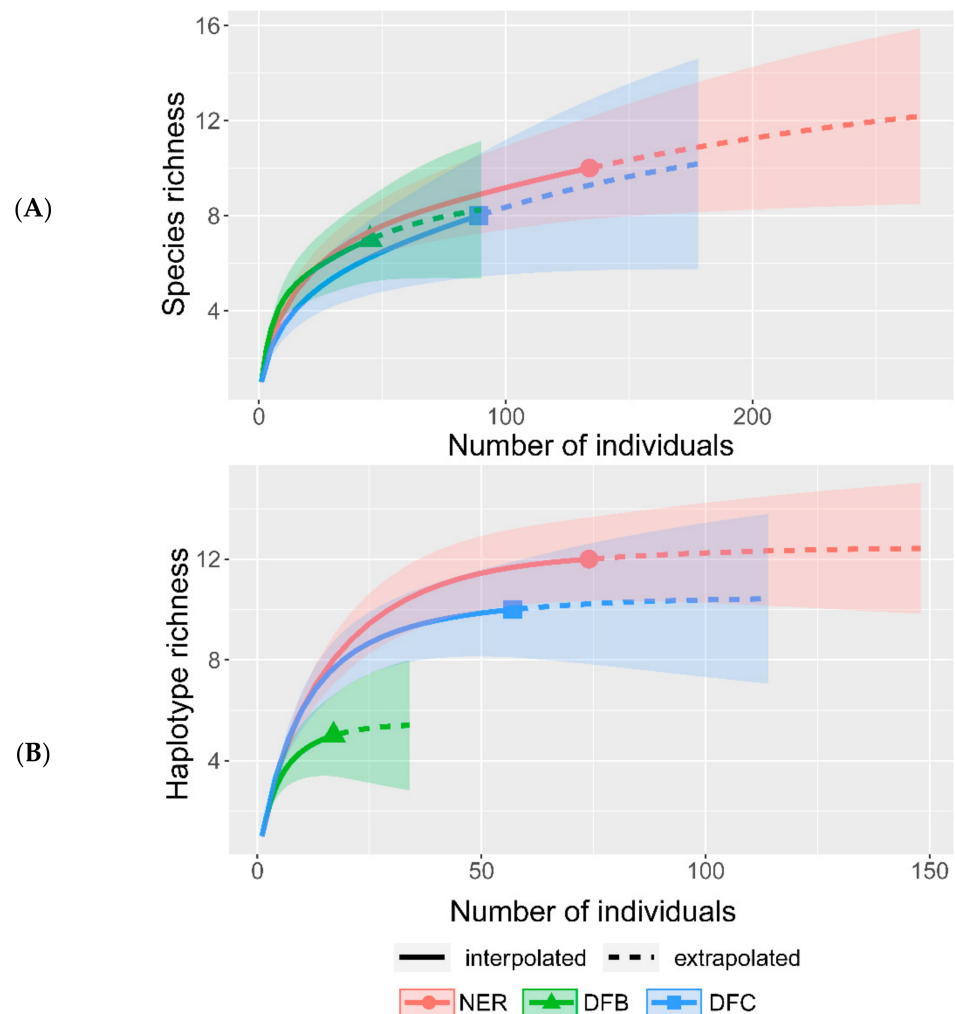 (A)
Species richness
16
12
8
4
0 100 200
Number of individuals
(B)
Haplotype richness
12
8
4
0 50 100 150
Number of individuals
interpolated extrapolated
NER DFB DFC